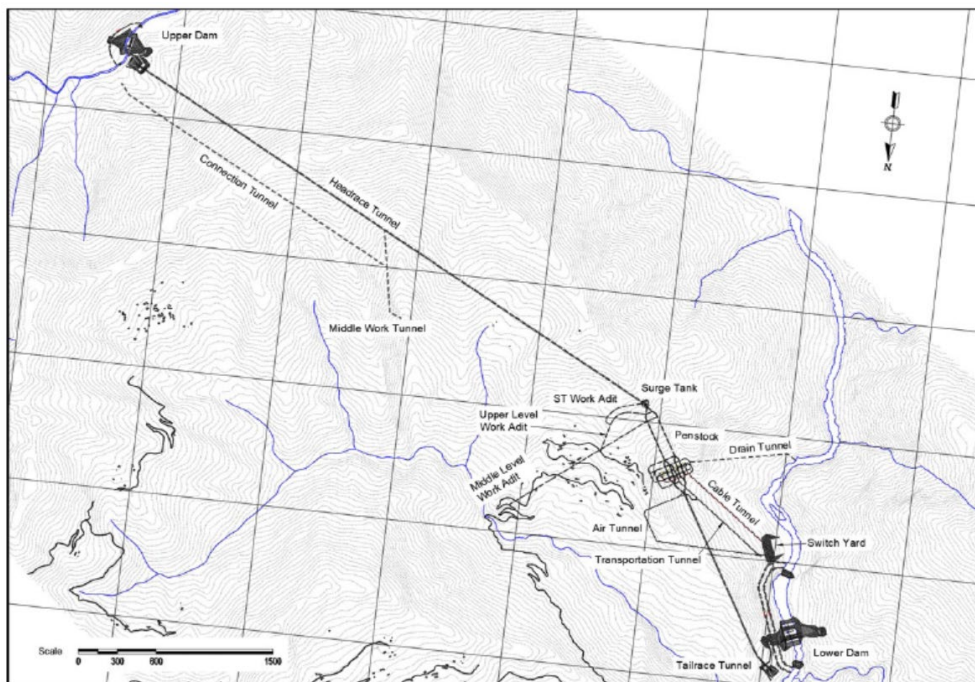 Upper Dam
N
Connection Tunnel
Headrace Tunnel
Middle Work Tunnel
Surge Tank
ST Work Adit
Upper Level
Work Adit
Penstock
Drain Tunnel
Middle Level
Work Adit
Cable Tunnel
Air Tunnel
Switch Yard
Transportation Tunnel
Scale
0 300 600 1500
Lower Dam
Tailrace Tunnel